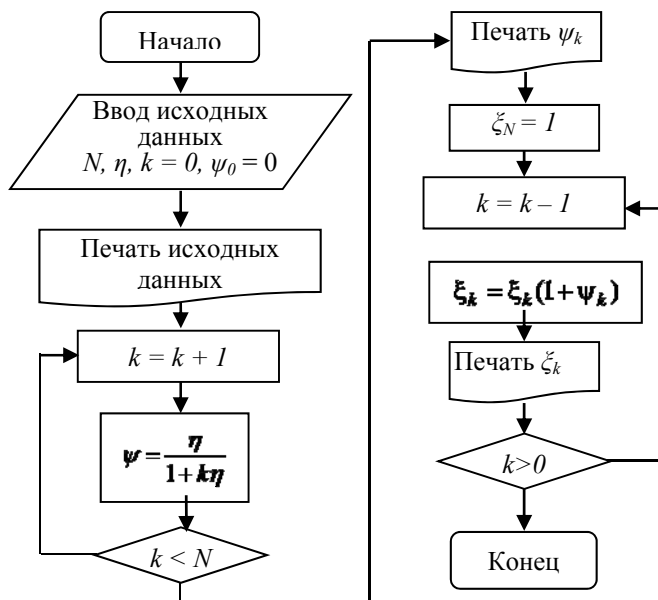 Начало
Ввод исходных
данных
N, η, k = 0, ψ₀ = 0
Печать исходных
данных
k = k + 1
ψ = η / (1 + kη)
k < N
Печать ψₖ
ξ_N = 1
k = k – 1
ξₖ = ξₖ(1 + ψₖ)
Печать ξₖ
k>0
Конец